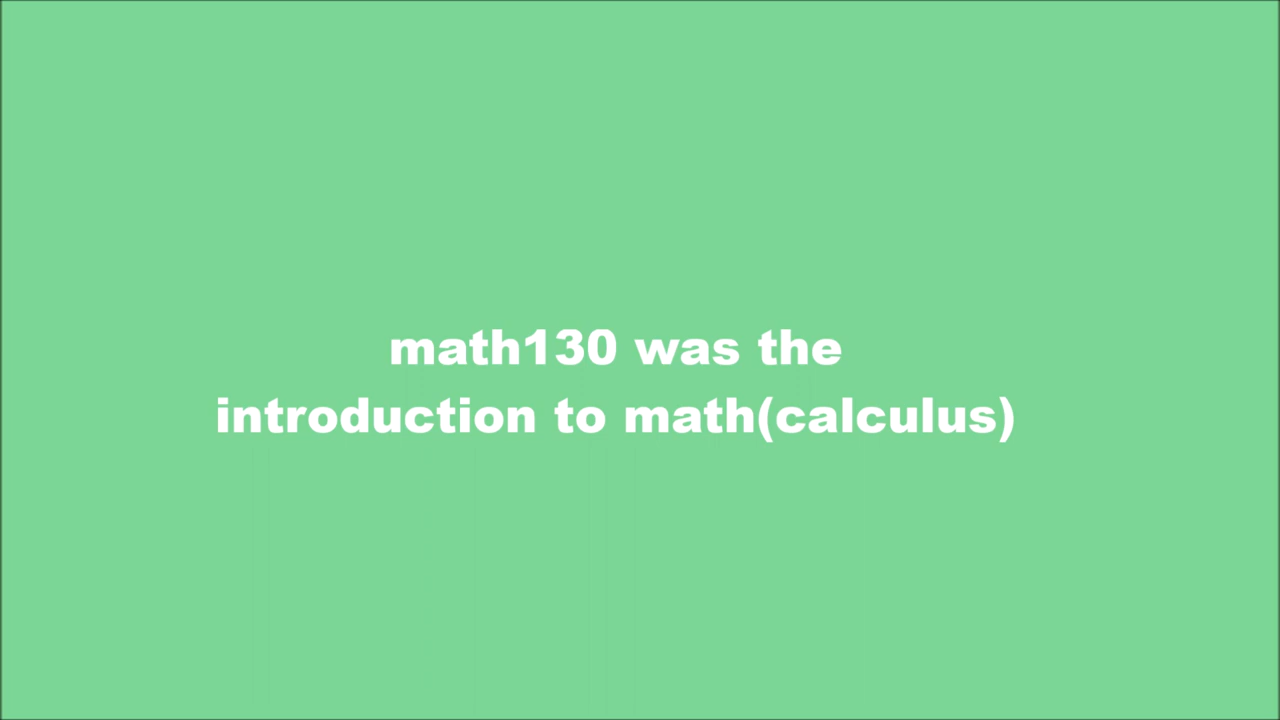 math130 was the
introduction to math(calculus)